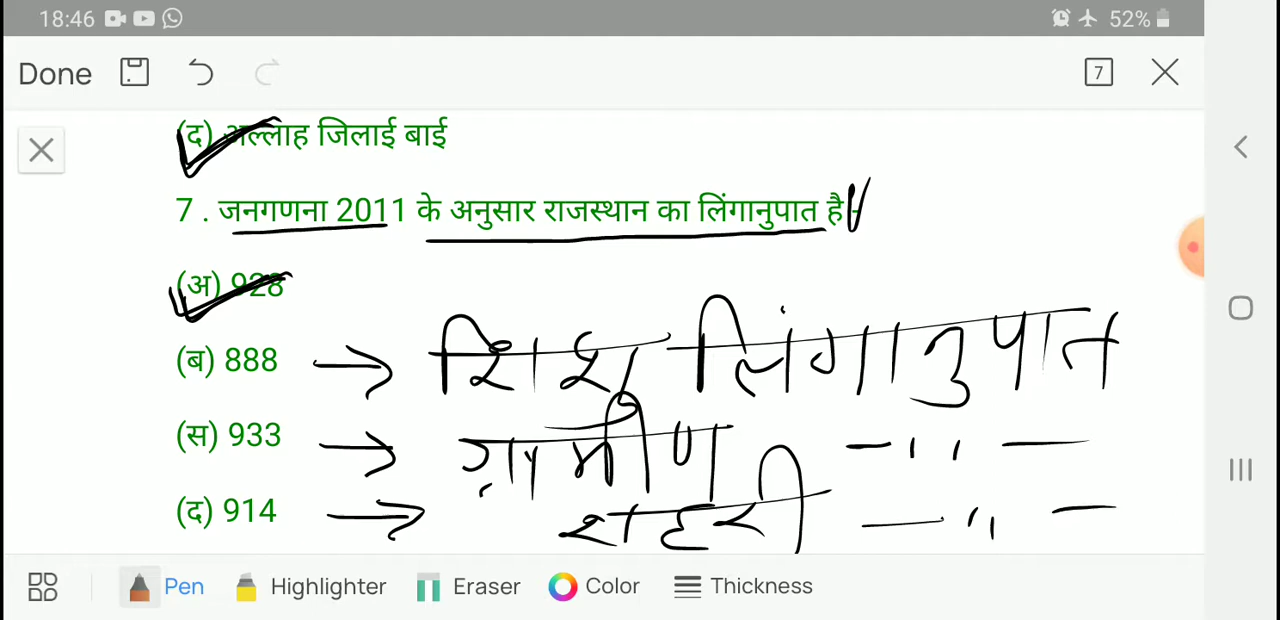 18:46 52%
Done 7
(द) अल्लाह जिलाई बाई
7 . जनगणना 2011 के अनुसार राजस्थान का लिंगानुपात है -
(अ) 928
(ब) 888 → शिशु लिंगानुपात
(स) 933 → ग्रामीण — " —
(द) 914 → शहरी — " —
Pen Highlighter Eraser Color Thickness